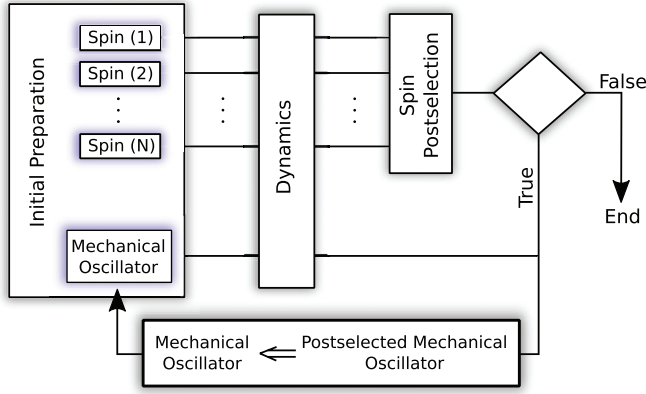 Initial Preparation
Spin (1)
Spin (2)
Spin (N)
Mechanical
Oscillator
Dynamics
Spin
Postselection
False
True
End
Mechanical
Oscillator
⇐
Postselected Mechanical
Oscillator